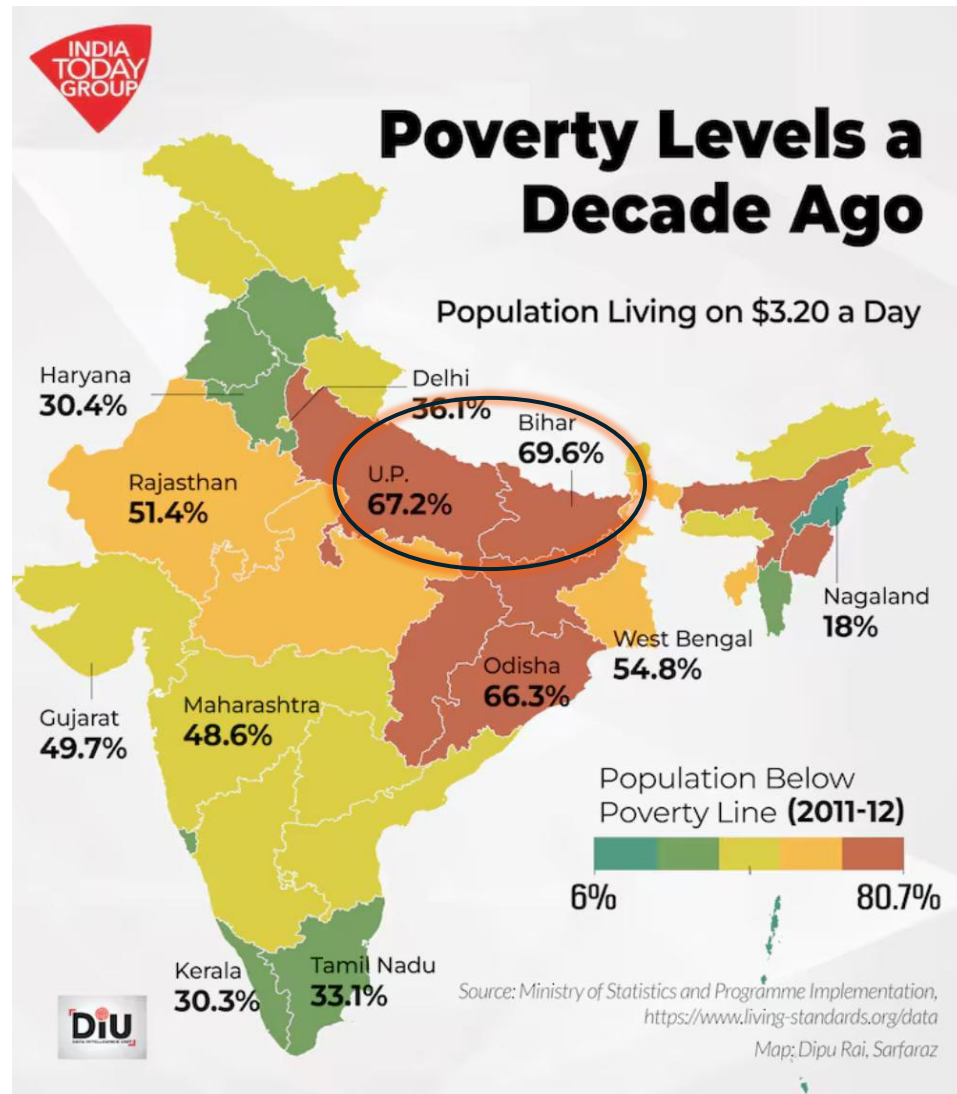 INDIA
TODAY
GROUP
Poverty Levels a
Decade Ago
Population Living on $3.20 a Day
Haryana
30.4%
Delhi
36.1%
Bihar
69.6%
Rajasthan
51.4%
U.P.
67.2%
Nagaland
18%
West Bengal
54.8%
Odisha
66.3%
Maharashtra
48.6%
Gujarat
49.7%
Population Below
Poverty Line (2011-12)
6%
80.7%
Kerala
30.3%
Tamil Nadu
33.1%
Source: Ministry of Statistics and Programme Implementation,
https://www.living-standards.org/data
Map: Dipu Rai, Sarfaraz
DiU
DATA INTELLIGENCE UNIT